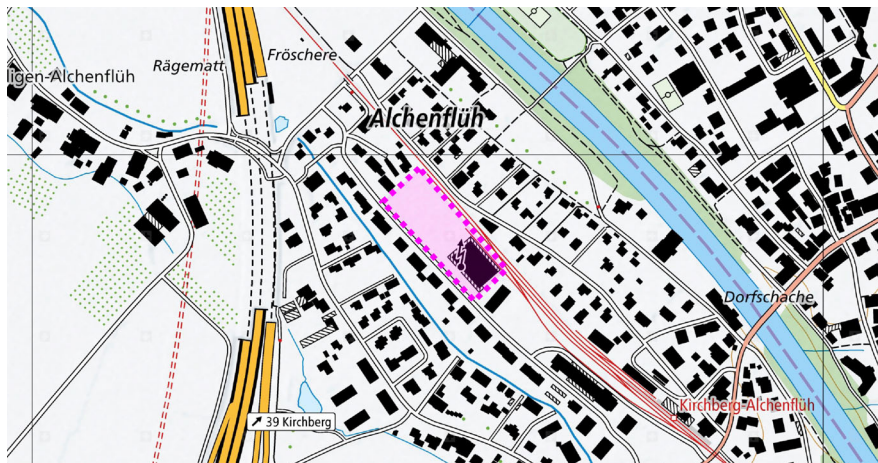 Fröschere
Rägematt
ligen-Alchenflüh
Alchenflüh
Dorfschache
Kirchberg-Alchenflüh
39 Kirchberg